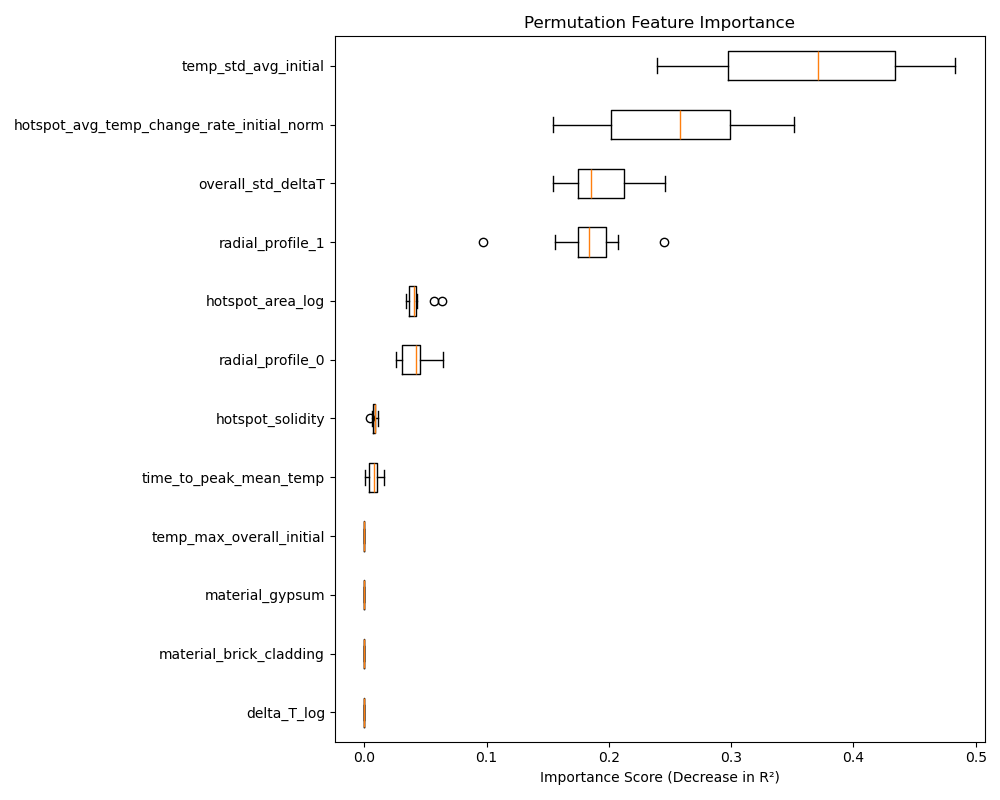 Permutation Feature Importance
temp_std_avg_initial
hotspot_avg_temp_change_rate_initial_norm
overall_std_deltaT
radial_profile_1
hotspot_area_log
radial_profile_0
hotspot_solidity
time_to_peak_mean_temp
temp_max_overall_initial
material_gypsum
material_brick_cladding
delta_T_log
0.0 0.1 0.2 0.3 0.4 0.5
Importance Score (Decrease in R²)